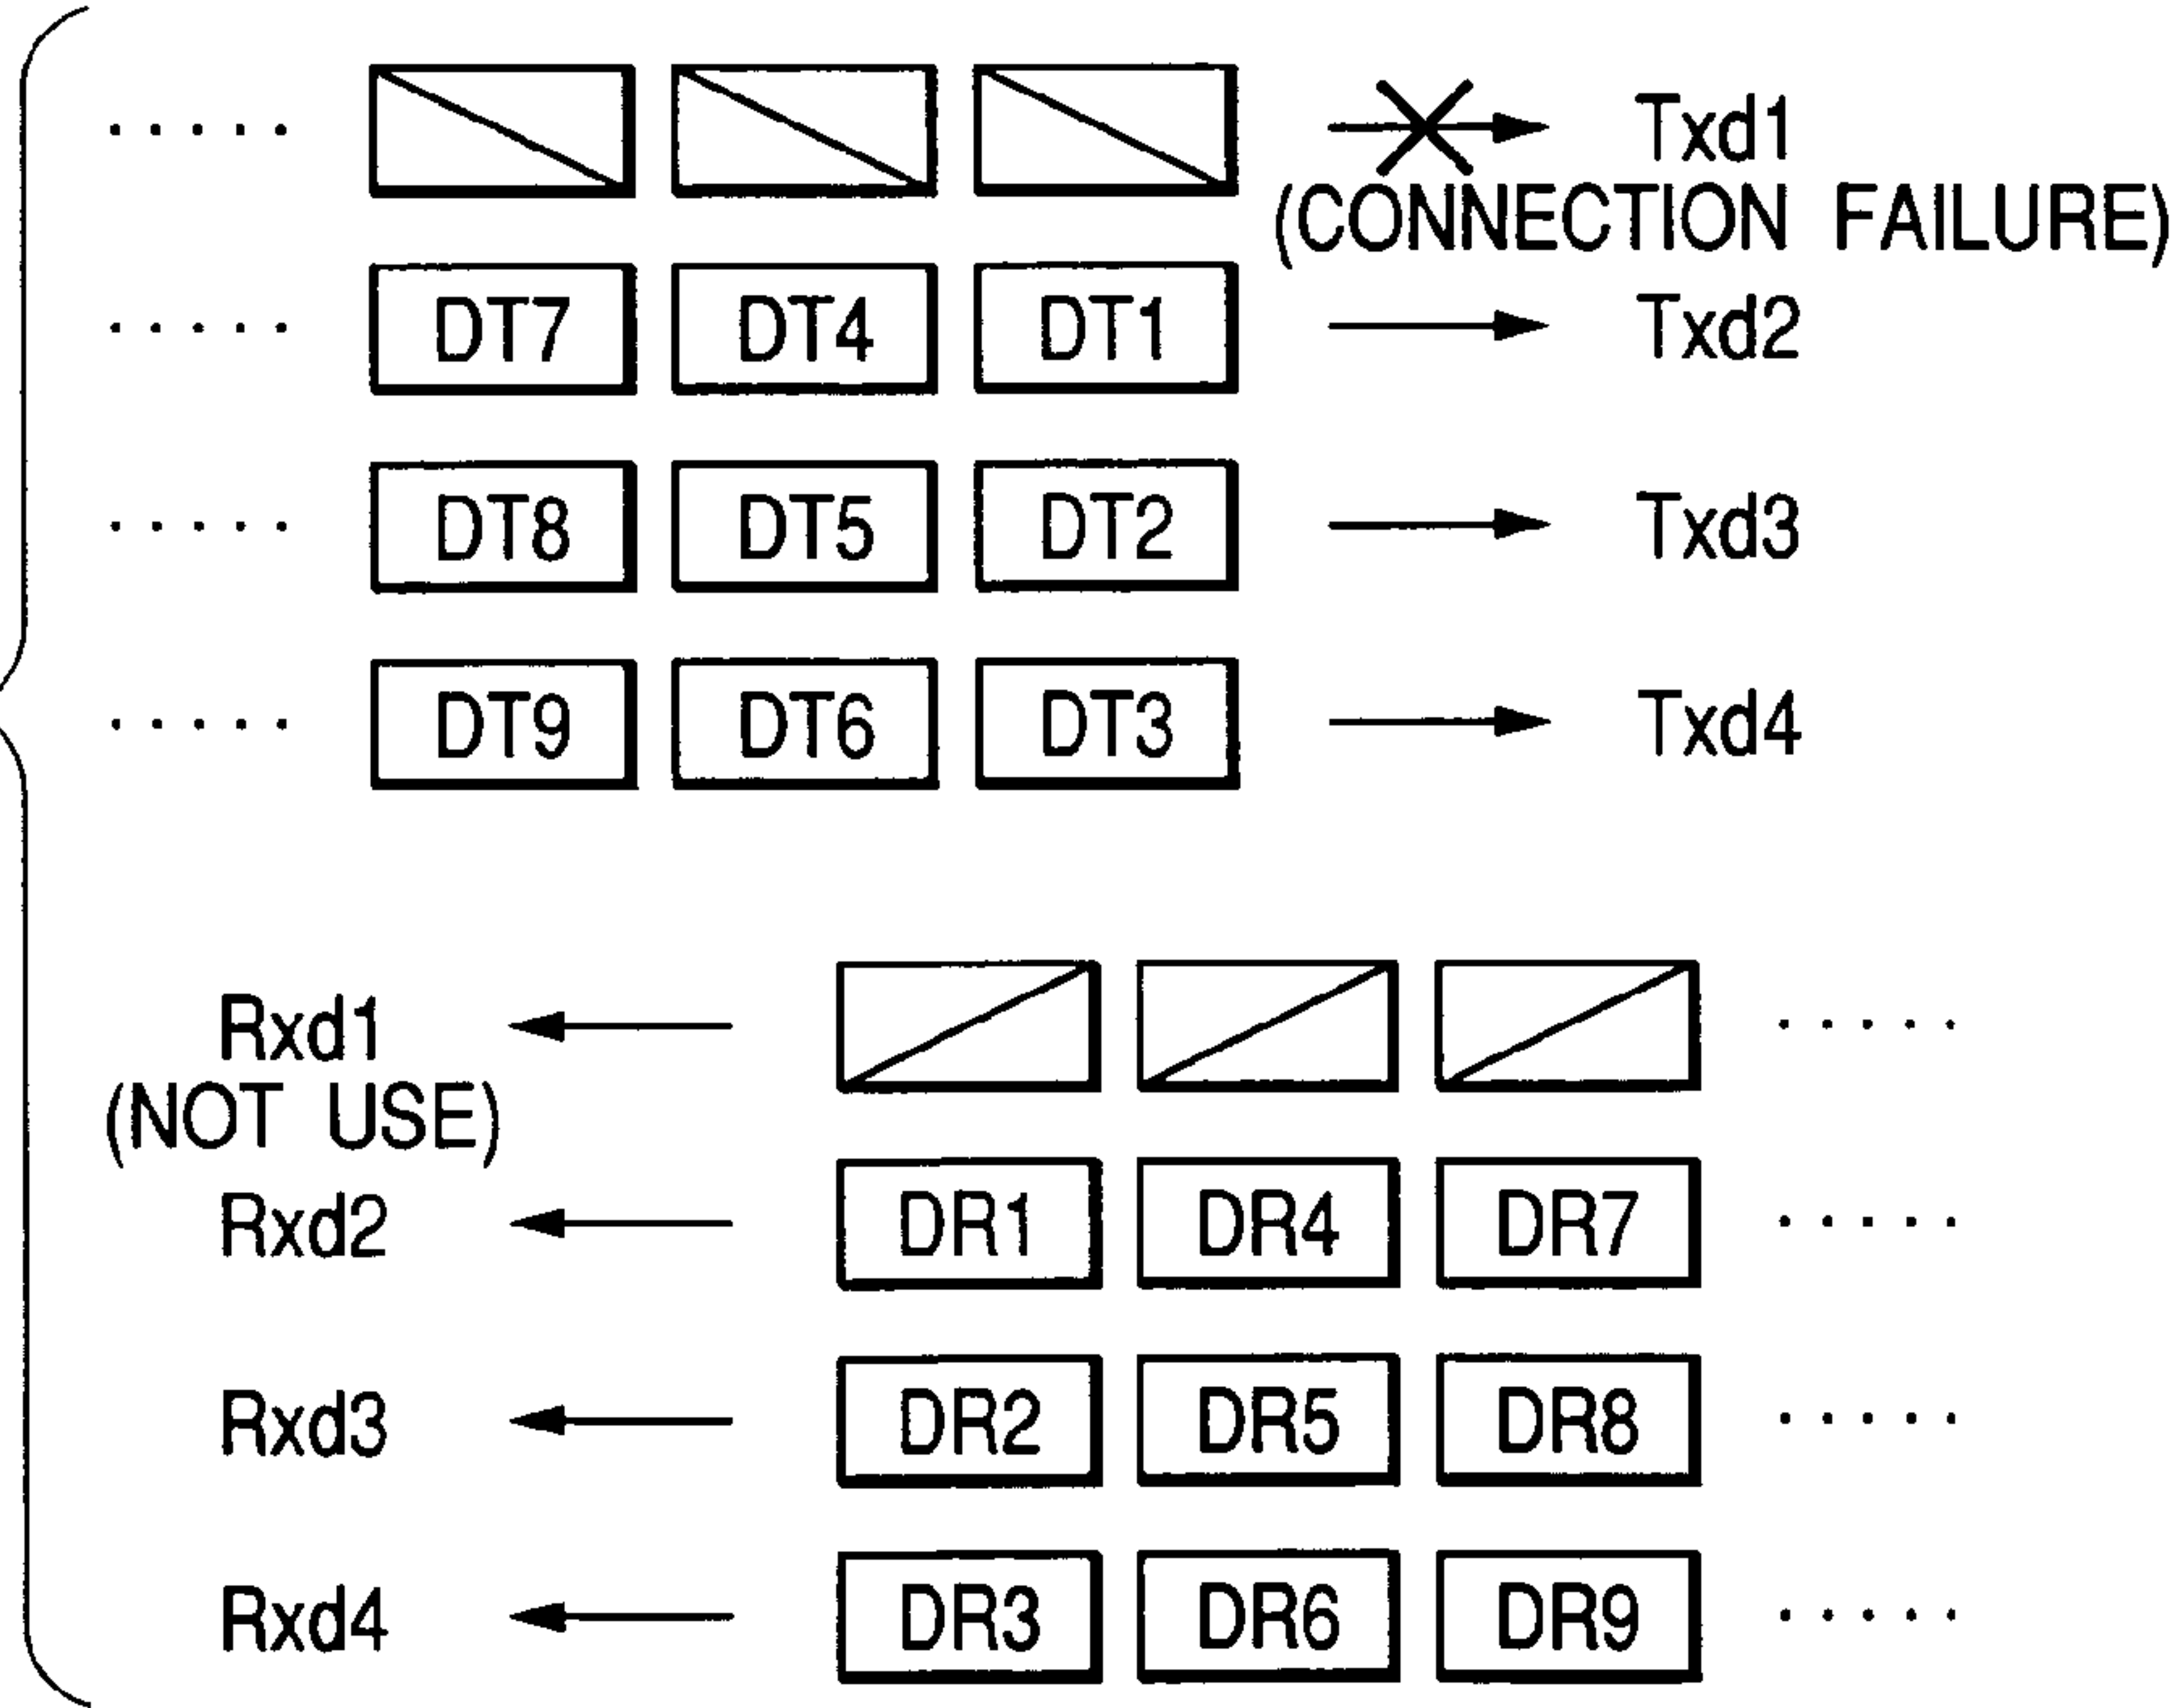 Txd1
(CONNECTION FAILURE)
DT7 DT4 DT1 Txd2
DT8 DT5 DT2 Txd3
DT9 DT6 DT3 Txd4
Rxd1
(NOT USE)
Rxd2 DR1 DR4 DR7
Rxd3 DR2 DR5 DR8
Rxd4 DR3 DR6 DR9